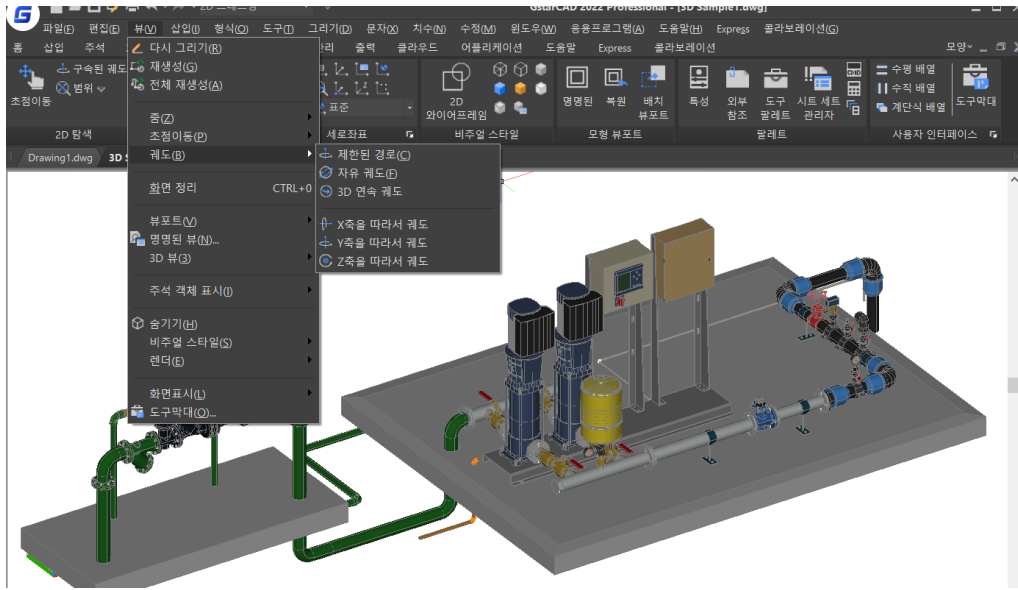 GstarCAD 2022 Professional - [3D Sample1.dwg]
파일(F) 편집(E) 뷰(V) 삽입(I) 형식(O) 도구(T) 그리기(D) 문자(X) 치수(N) 수정(M) 윈도우(W) 응용프로그램(A) 도움말(H) Express 콜라보레이션(G)
홈 삽입 주석 출력 클라우드 어플리케이션 도움말 Express 콜라보레이션 모양
초점이동
구속된 궤도
범위
2D 탐색
표준
세로좌표
2D
와이어프레임
비주얼 스타일
명명된 복원 배치
뷰포트
모형 뷰포트
특성 외부
참조
도구
팔레트
시트 세트
관리자
팔레트
수평 배열
수직 배열
계단식 배열
도구막대
사용자 인터페이스
Drawing1.dwg
다시 그리기(R)
재생성(G)
전체 재생성(A)
줌(Z)
초점이동(P)
궤도(B)
화면 정리 CTRL+0
뷰포트(V)
명명된 뷰(N)...
3D 뷰(3)
주석 객체 표시(I)
숨기기(H)
비주얼 스타일(S)
렌더(E)
화면표시(L)
도구막대(O)...
제한된 경로(C)
자유 궤도(F)
3D 연속 궤도
X축을 따라서 궤도
Y축을 따라서 궤도
Z축을 따라서 궤도